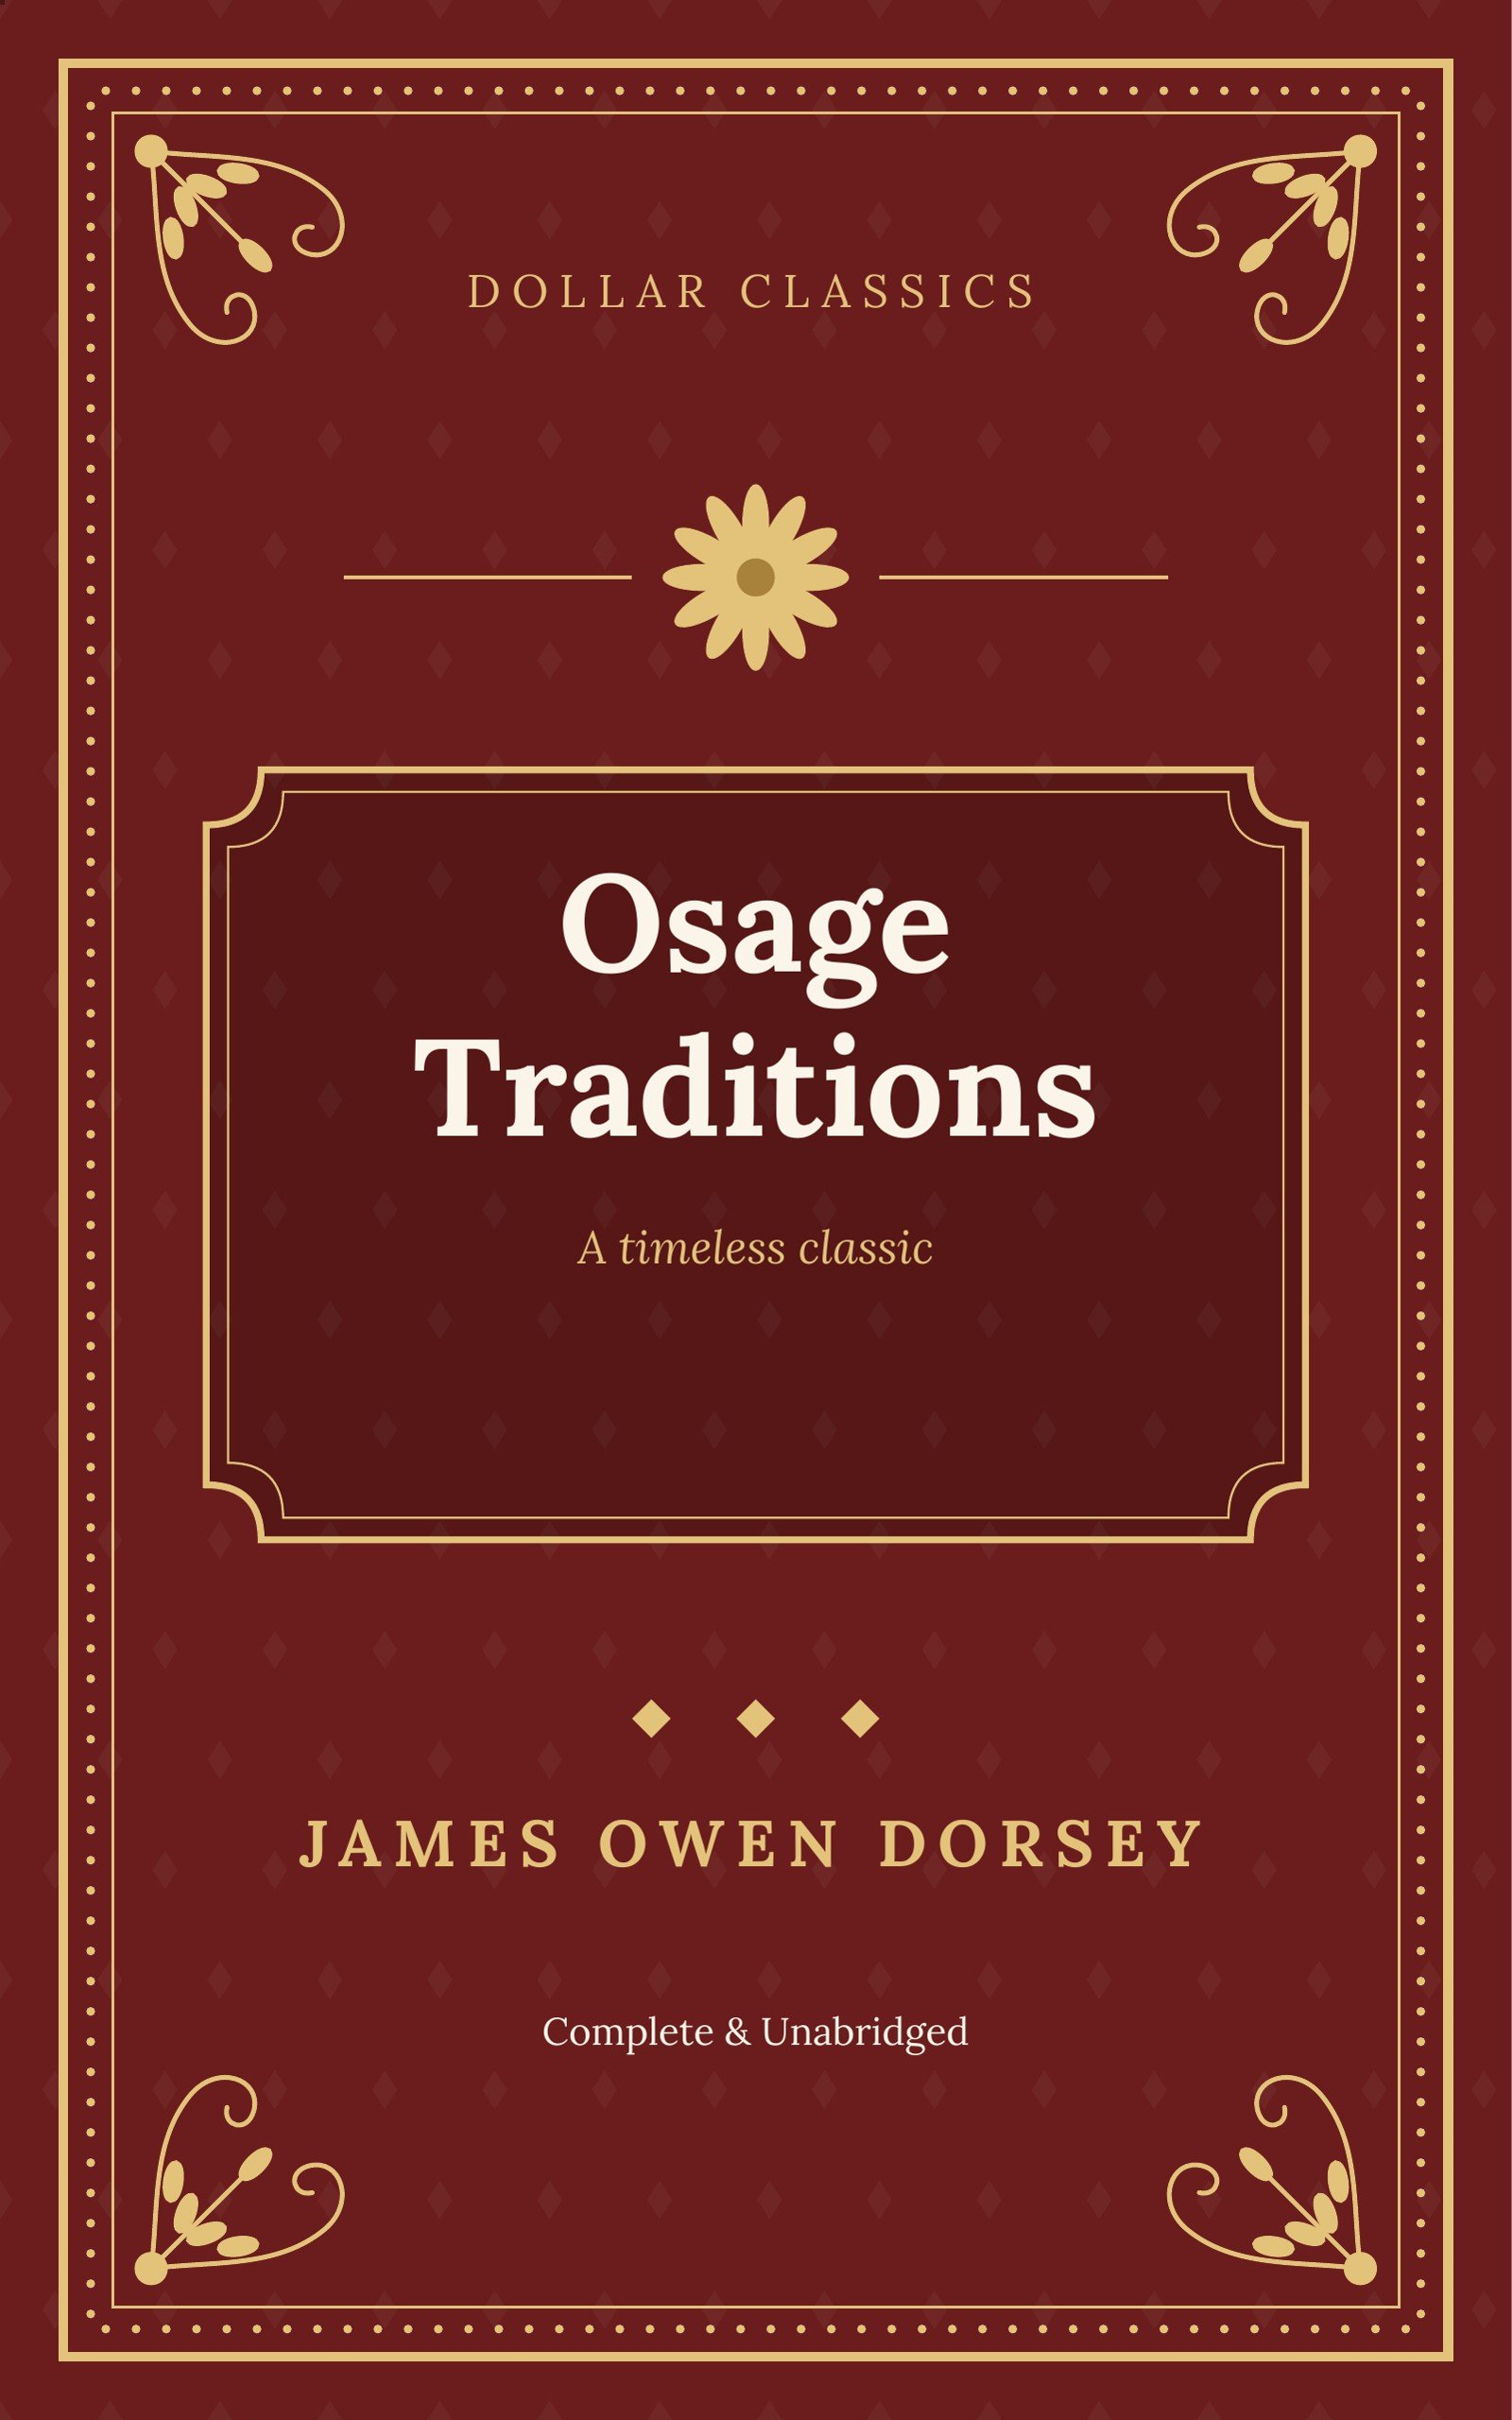 DOLLAR CLASSICS
Osage
Traditions
A timeless classic
JAMES OWEN DORSEY
Complete & Unabridged